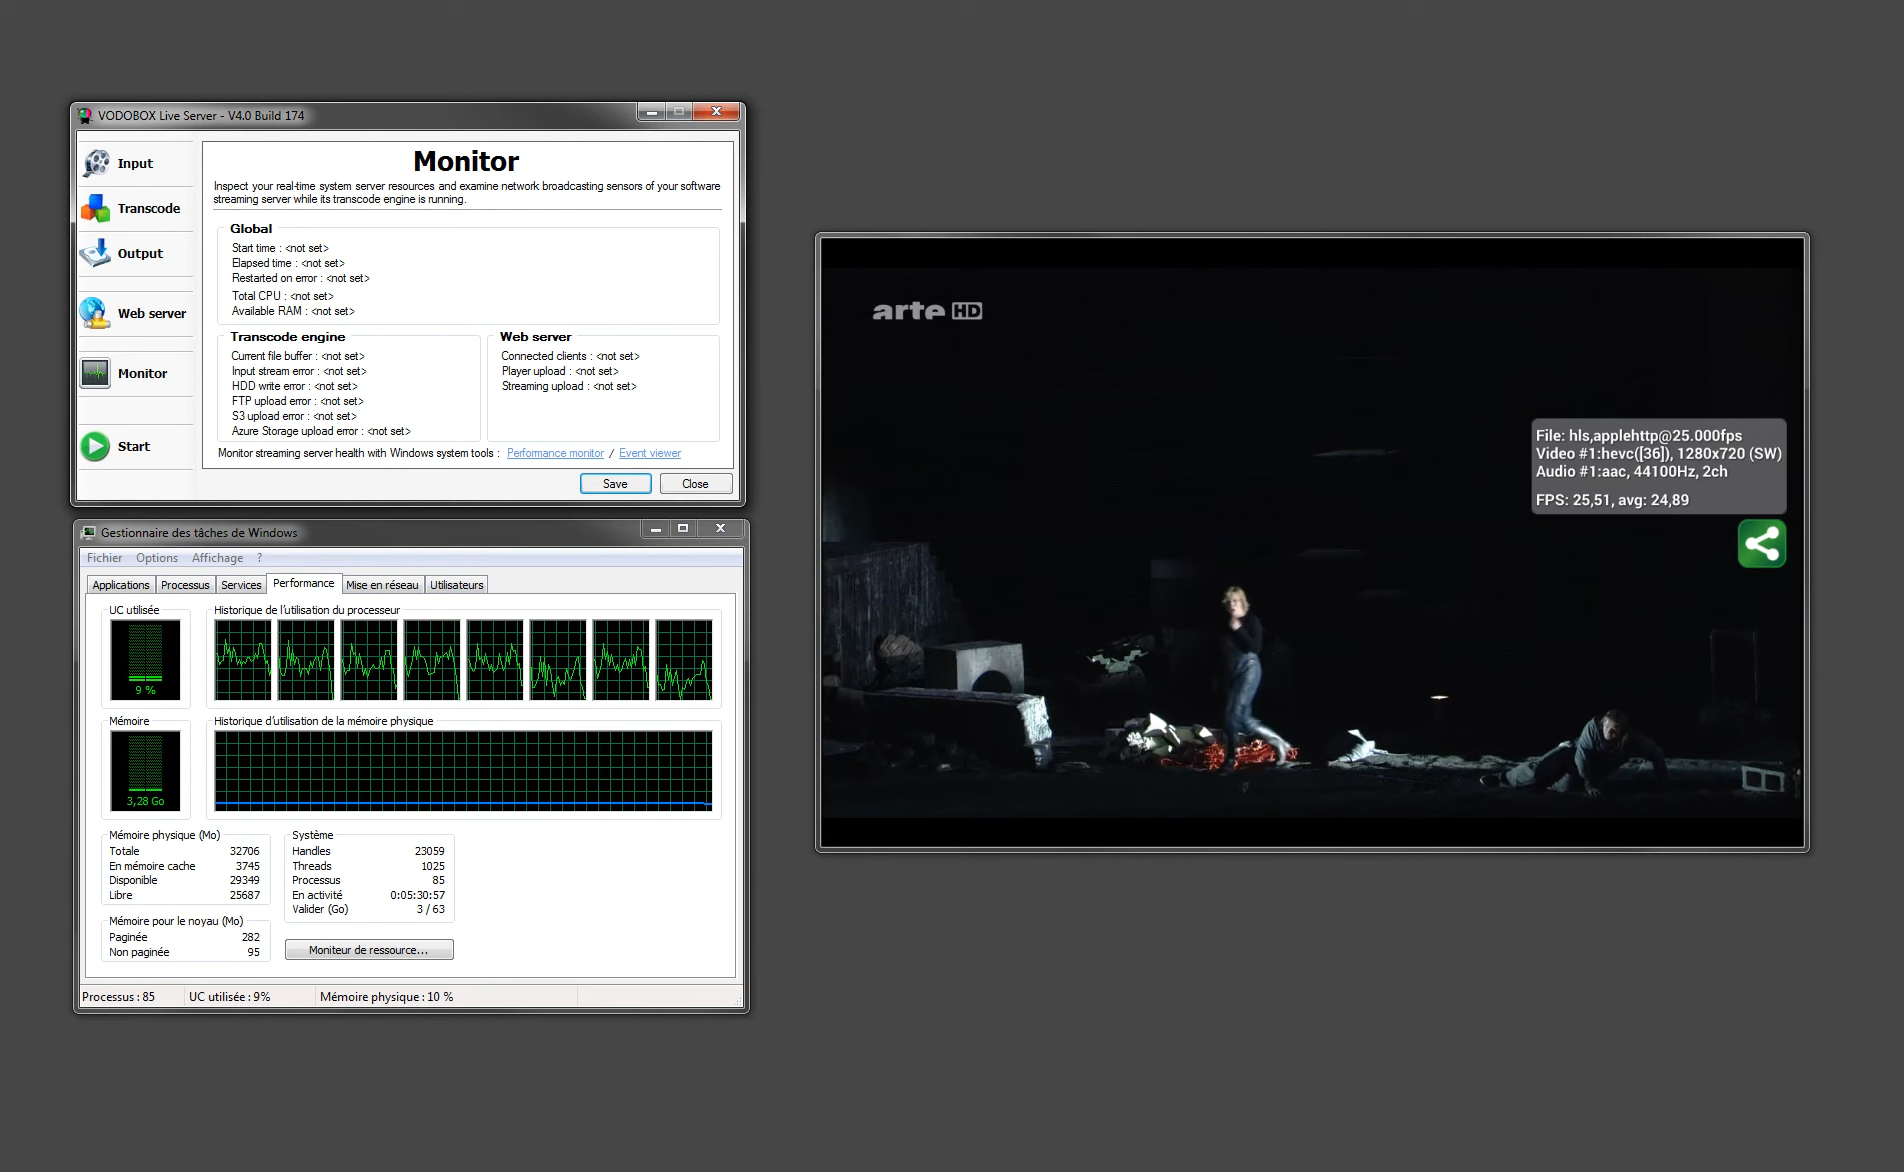 VODOBOX Live Server - V4.0 Build 174
Input
Transcode
Output
Web server
Monitor
Start
Monitor
Inspect your real-time system server resources and examine network broadcasting sensors of your software
streaming server while its transcode engine is running.
Global
Start time : <not set>
Elapsed time : <not set>
Restarted on error : <not set>
Total CPU : <not set>
Available RAM : <not set>
Transcode engine
Current file buffer : <not set>
Input stream error : <not set>
HDD write error : <not set>
FTP upload error : <not set>
S3 upload error : <not set>
Azure Storage upload error : <not set>
Web server
Connected clients : <not set>
Player upload : <not set>
Streaming upload : <not set>
Monitor streaming server health with Windows system tools : Performance monitor / Event viewer
Save Close
Gestionnaire des tâches de Windows
Fichier Options Affichage ?
Applications Processus Services Performance Mise en réseau Utilisateurs
UC utilisée
9 %
Historique de l'utilisation du processeur
Mémoire
3,28 Go
Historique d'utilisation de la mémoire physique
Mémoire physique (Mo)
Totale 32706
En mémoire cache 3745
Disponible 29349
Libre 25687
Mémoire pour le noyau (Mo)
Paginée 282
Non paginée 95
Système
Handles 23059
Threads 1025
Processus 85
En activité 0:05:30:57
Valider (Go) 3 / 63
Moniteur de ressource...
Processus : 85 UC utilisée : 9% Mémoire physique : 10 %
arte HD
File: hls,applehttp@25.000fps
Video #1:hevc([36]), 1280x720 (SW)
Audio #1:aac, 44100Hz, 2ch
FPS: 25,51, avg: 24,89